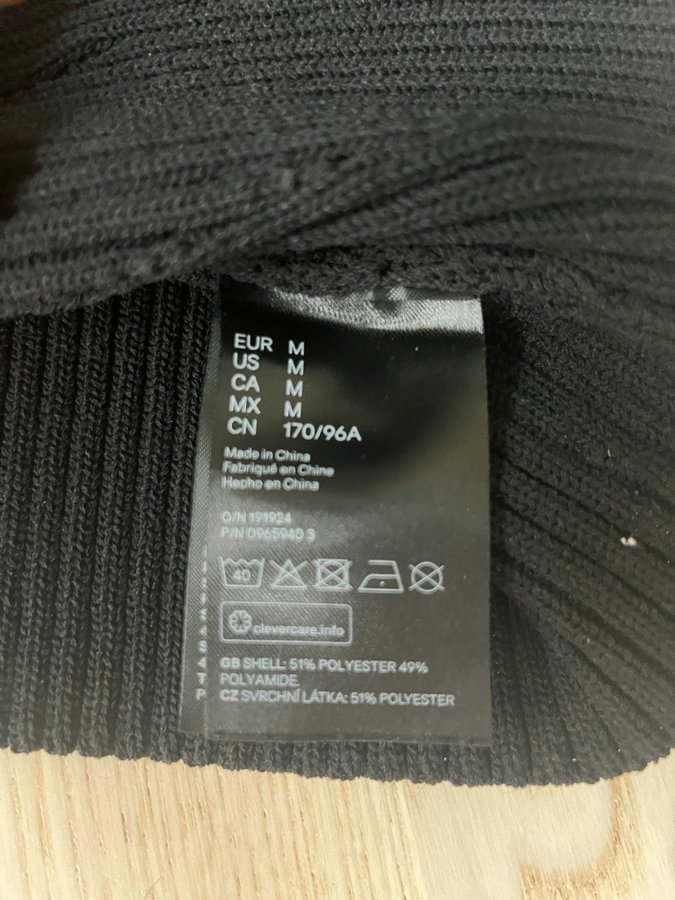 EUR M
US M
CA M
MX M
CN 170/96A
Made in China
Fabriqué en Chine
Hecho en China
O/N 191924
P/N 0965940 3
40
clevercare.info
GB SHELL: 51% POLYESTER 49%
POLYAMIDE.
CZ SVRCHNÍ LÁTKA: 51% POLYESTER